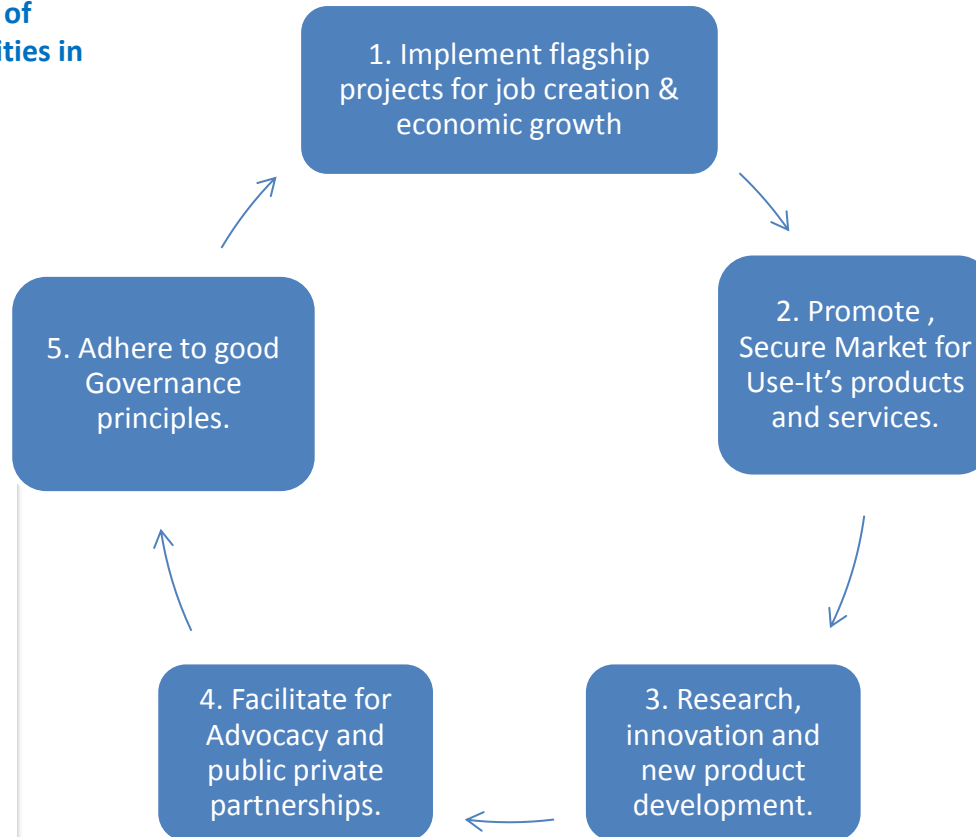 of
ities in
1. Implement flagship
projects for job creation &
economic growth
2. Promote ,
Secure Market for
Use-It’s products
and services.
3. Research,
innovation and
new product
development.
4. Facilitate for
Advocacy and
public private
partnerships.
5. Adhere to good
Governance
principles.